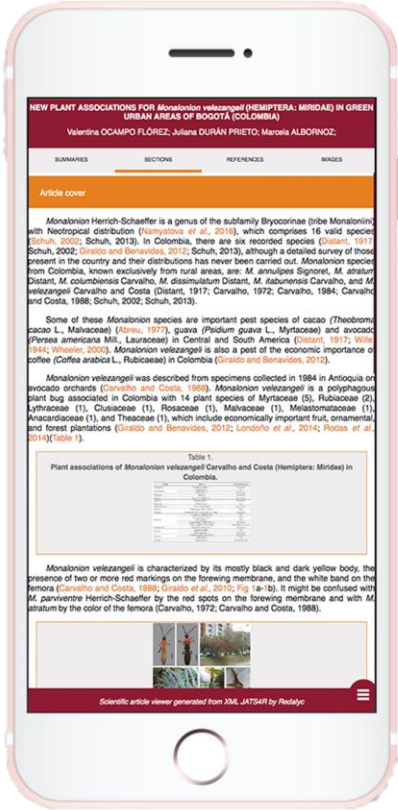 NEW PLANT ASSOCIATIONS FOR Monalonion velezangeli (HEMIPTERA: MIRIDAE) IN GREEN
URBAN AREAS OF BOGOTÁ (COLOMBIA)
Valentina OCAMPO FLÓREZ; Juliana DURÁN PRIETO; Marcela ALBORNOZ;
SUMMARIES SECTIONS REFERENCES IMAGES
Article cover
Monalonion Herrich-Schaeffer is a genus of the subfamily Bryocorinae (tribe Monaloniini)
with Neotropical distribution (Namyatova et al., 2016), which comprises 16 valid species
(Schuh, 2002; Schuh, 2013). In Colombia, there are six recorded species (Distant, 1917;
Schuh, 2002; Giraldo and Benavides, 2012; Schuh, 2013), although a detailed survey of those
present in the country and their distributions has never been carried out. Monalonion species
from Colombia, known exclusively from rural areas, are: M. annulipes Signoret, M. atratum
Distant, M. columbiensis Carvalho, M. dissimulatum Distant, M. itabunensis Carvalho, and M.
velezangeli Carvalho and Costa (Distant, 1917; Carvalho, 1972; Carvalho, 1984; Carvalho
and Costa, 1988; Schuh, 2002; Schuh, 2013).
Some of these Monalonion species are important pest species of cacao (Theobroma
cacao L., Malvaceae) (Abreu, 1977), guava (Psidium guava L., Myrtaceae) and avocado
(Persea americana Mill., Lauraceae) in Central and South America (Distant, 1917; Wille
1944; Wheeler, 2000). Monalonion velezangeli is also a pest of the economic importance of
coffee (Coffea arabica L., Rubicaeae) in Colombia (Giraldo and Benavides, 2012).
Monalonion velezangeli was described from specimens collected in 1984 in Antioquia on
avocado orchards (Carvalho and Costa, 1988). Monalonion velezangeli is a polyphagous
plant bug associated in Colombia with 14 plant species of Myrtaceae (5), Rubiaceae (2),
Lythraceae (1), Clusiaceae (1), Rosaceae (1), Malvaceae (1), Melastomataceae (1),
Anacardiaceae (1), and Theaceae (1), which include economically important fruit, ornamental,
and forest plantations (Giraldo and Benavides, 2012; Londoño et al., 2014; Rodas et al.,
2014)(Table 1).
Table 1.
Plant associations of Monalonion velezangeli Carvalho and Costa (Hemiptera: Miridae) in
Colombia.
Monalonion velezangeli is characterized by its mostly black and dark yellow body, the
presence of two or more red markings on the forewing membrane, and the white band on the
femora (Carvalho and Costa, 1988; Giraldo et al., 2010; Fig 1a-1b). It might be confused with
M. parviventre Herrich-Schaeffer by the red spots on the forewing membrane and with M.
atratum by the color of the femora (Carvalho, 1972; Carvalho and Costa, 1988).
Scientific article viewer generated from XML JATS4R by Redalyc